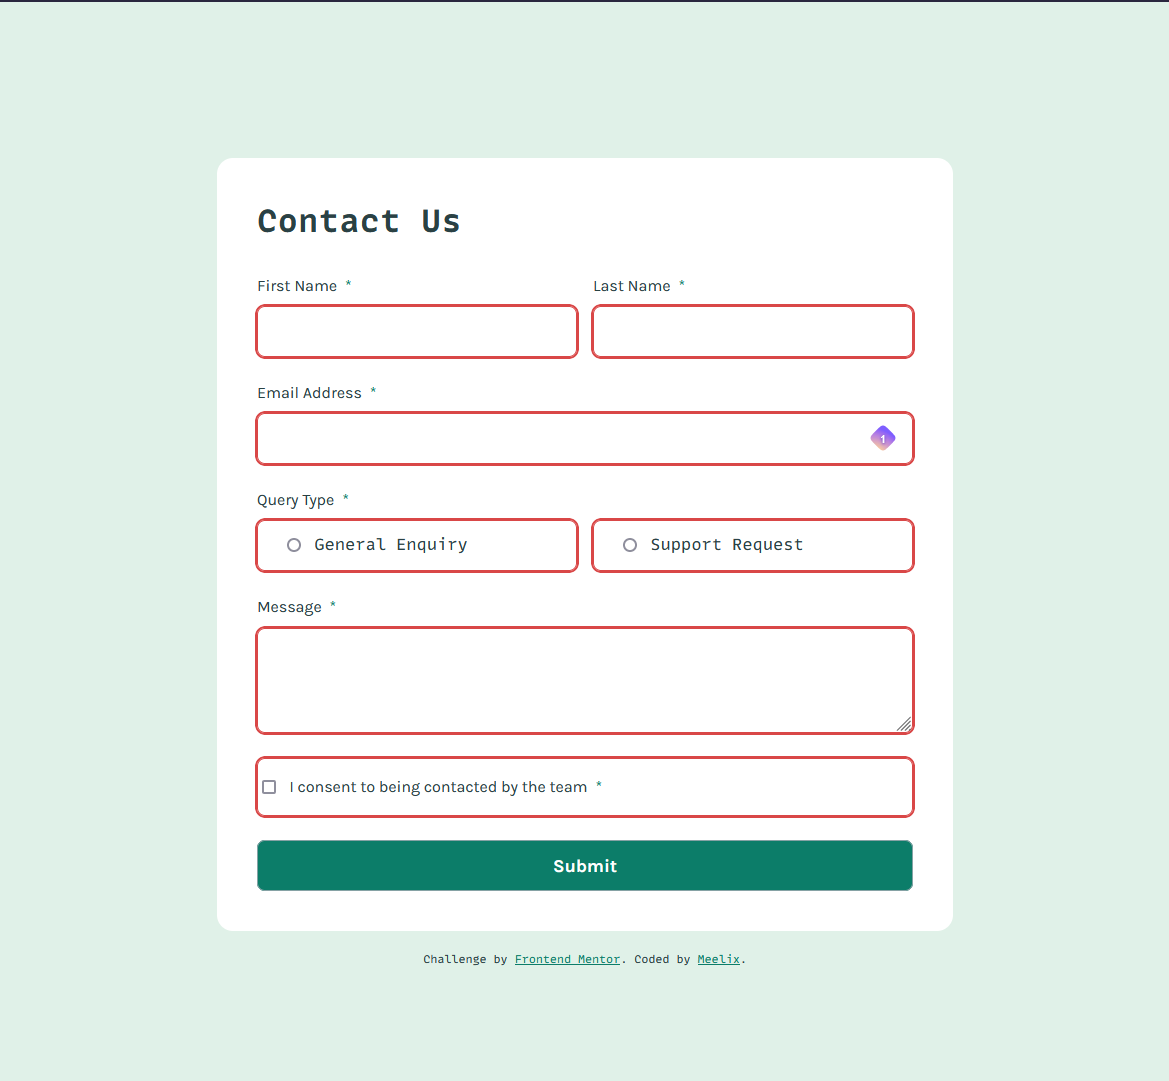 Contact Us
First Name *
Last Name *
Email Address *
1
Query Type *
General Enquiry
Support Request
Message *
I consent to being contacted by the team *
Submit
Challenge by Frontend Mentor. Coded by Meelix.